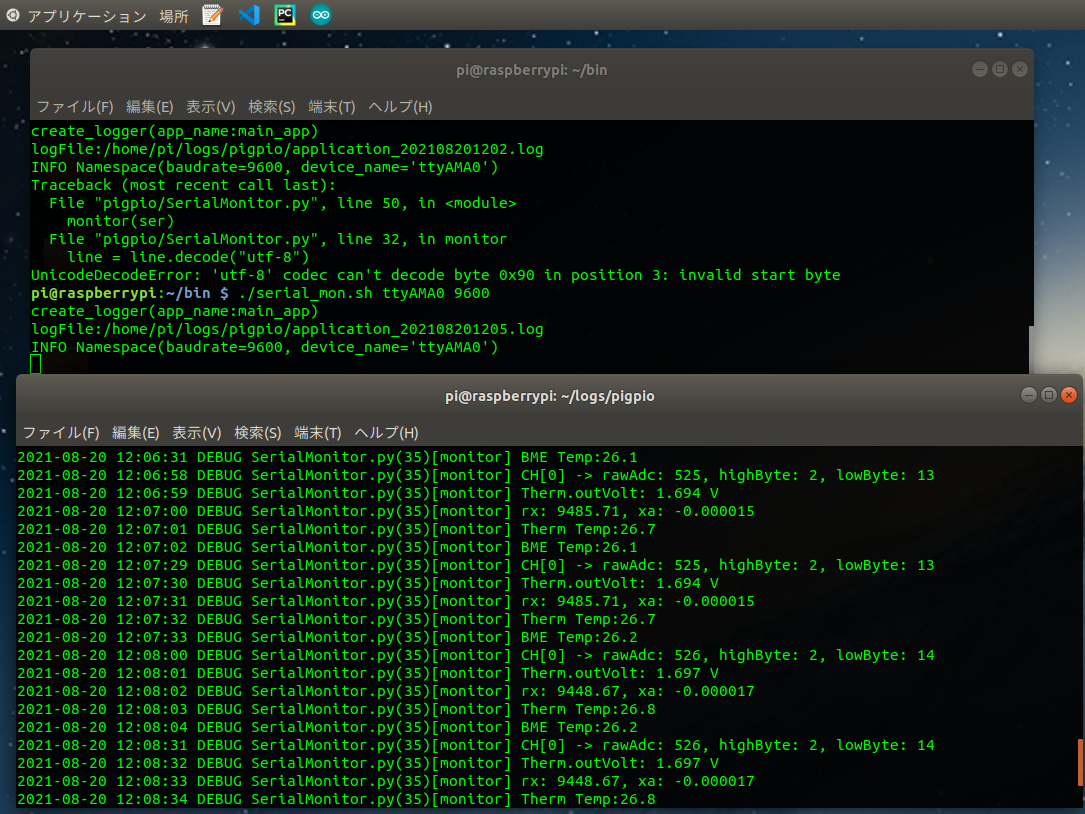 アプリケーション 場所 PC
pi@raspberrypi: ~/bin
ファイル(F) 編集(E) 表示(V) 検索(S) 端末(T) ヘルプ(H)
create_logger(app_name:main_app)
logFile:/home/pi/logs/pigpio/application_202108201202.log
INFO Namespace(baudrate=9600, device_name='ttyAMA0')
Traceback (most recent call last):
  File "pigpio/SerialMonitor.py", line 50, in <module>
    monitor(ser)
  File "pigpio/SerialMonitor.py", line 32, in monitor
    line = line.decode("utf-8")
UnicodeDecodeError: 'utf-8' codec can't decode byte 0x90 in position 3: invalid start byte
pi@raspberrypi:~/bin $ ./serial_mon.sh ttyAMA0 9600
create_logger(app_name:main_app)
logFile:/home/pi/logs/pigpio/application_202108201205.log
INFO Namespace(baudrate=9600, device_name='ttyAMA0')
pi@raspberrypi: ~/logs/pigpio
ファイル(F) 編集(E) 表示(V) 検索(S) 端末(T) ヘルプ(H)
2021-08-20 12:06:31 DEBUG SerialMonitor.py(35)[monitor] BME Temp:26.1
2021-08-20 12:06:58 DEBUG SerialMonitor.py(35)[monitor] CH[0] -> rawAdc: 525, highByte: 2, lowByte: 13
2021-08-20 12:06:59 DEBUG SerialMonitor.py(35)[monitor] Therm.outVolt: 1.694 V
2021-08-20 12:07:00 DEBUG SerialMonitor.py(35)[monitor] rx: 9485.71, xa: -0.000015
2021-08-20 12:07:01 DEBUG SerialMonitor.py(35)[monitor] Therm Temp:26.7
2021-08-20 12:07:02 DEBUG SerialMonitor.py(35)[monitor] BME Temp:26.1
2021-08-20 12:07:29 DEBUG SerialMonitor.py(35)[monitor] CH[0] -> rawAdc: 525, highByte: 2, lowByte: 13
2021-08-20 12:07:30 DEBUG SerialMonitor.py(35)[monitor] Therm.outVolt: 1.694 V
2021-08-20 12:07:31 DEBUG SerialMonitor.py(35)[monitor] rx: 9485.71, xa: -0.000015
2021-08-20 12:07:32 DEBUG SerialMonitor.py(35)[monitor] Therm Temp:26.7
2021-08-20 12:07:33 DEBUG SerialMonitor.py(35)[monitor] BME Temp:26.2
2021-08-20 12:08:00 DEBUG SerialMonitor.py(35)[monitor] CH[0] -> rawAdc: 526, highByte: 2, lowByte: 14
2021-08-20 12:08:01 DEBUG SerialMonitor.py(35)[monitor] Therm.outVolt: 1.697 V
2021-08-20 12:08:02 DEBUG SerialMonitor.py(35)[monitor] rx: 9448.67, xa: -0.000017
2021-08-20 12:08:03 DEBUG SerialMonitor.py(35)[monitor] Therm Temp:26.8
2021-08-20 12:08:04 DEBUG SerialMonitor.py(35)[monitor] BME Temp:26.2
2021-08-20 12:08:31 DEBUG SerialMonitor.py(35)[monitor] CH[0] -> rawAdc: 526, highByte: 2, lowByte: 14
2021-08-20 12:08:32 DEBUG SerialMonitor.py(35)[monitor] Therm.outVolt: 1.697 V
2021-08-20 12:08:33 DEBUG SerialMonitor.py(35)[monitor] rx: 9448.67, xa: -0.000017
2021-08-20 12:08:34 DEBUG SerialMonitor.py(35)[monitor] Therm Temp:26.8